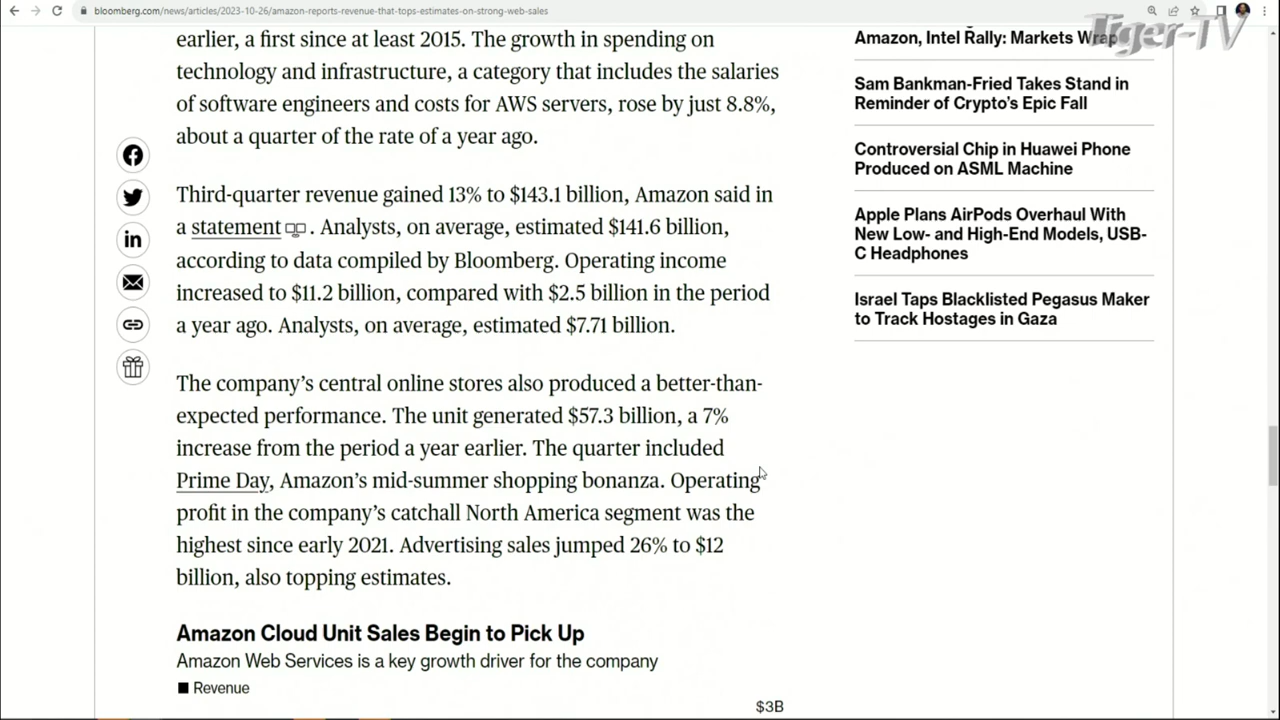 bloomberg.com/news/articles/2023-10-26/amazon-reports-revenue-that-tops-estimates-on-strong-web-sales
Tiger-TV
earlier, a first since at least 2015. The growth in spending on
technology and infrastructure, a category that includes the salaries
of software engineers and costs for AWS servers, rose by just 8.8%,
about a quarter of the rate of a year ago.
Third-quarter revenue gained 13% to $143.1 billion, Amazon said in
a statement . Analysts, on average, estimated $141.6 billion,
according to data compiled by Bloomberg. Operating income
increased to $11.2 billion, compared with $2.5 billion in the period
a year ago. Analysts, on average, estimated $7.71 billion.
The company's central online stores also produced a better-than-
expected performance. The unit generated $57.3 billion, a 7%
increase from the period a year earlier. The quarter included
Prime Day, Amazon's mid-summer shopping bonanza. Operating
profit in the company's catchall North America segment was the
highest since early 2021. Advertising sales jumped 26% to $12
billion, also topping estimates.
Amazon Cloud Unit Sales Begin to Pick Up
Amazon Web Services is a key growth driver for the company
Revenue
$3B
Amazon, Intel Rally: Markets Wrap
Sam Bankman-Fried Takes Stand in
Reminder of Crypto's Epic Fall
Controversial Chip in Huawei Phone
Produced on ASML Machine
Apple Plans AirPods Overhaul With
New Low- and High-End Models, USB-
C Headphones
Israel Taps Blacklisted Pegasus Maker
to Track Hostages in Gaza